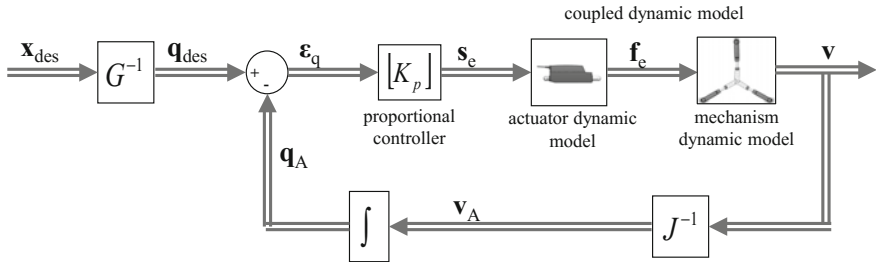 coupled dynamic model
x_des
G^{-1}
q_des
+
-
ε_q
⌊K_p⌋
proportional
controller
s_e
actuator dynamic
model
f_e
mechanism
dynamic model
v
q_A
∫
v_A
J^{-1}